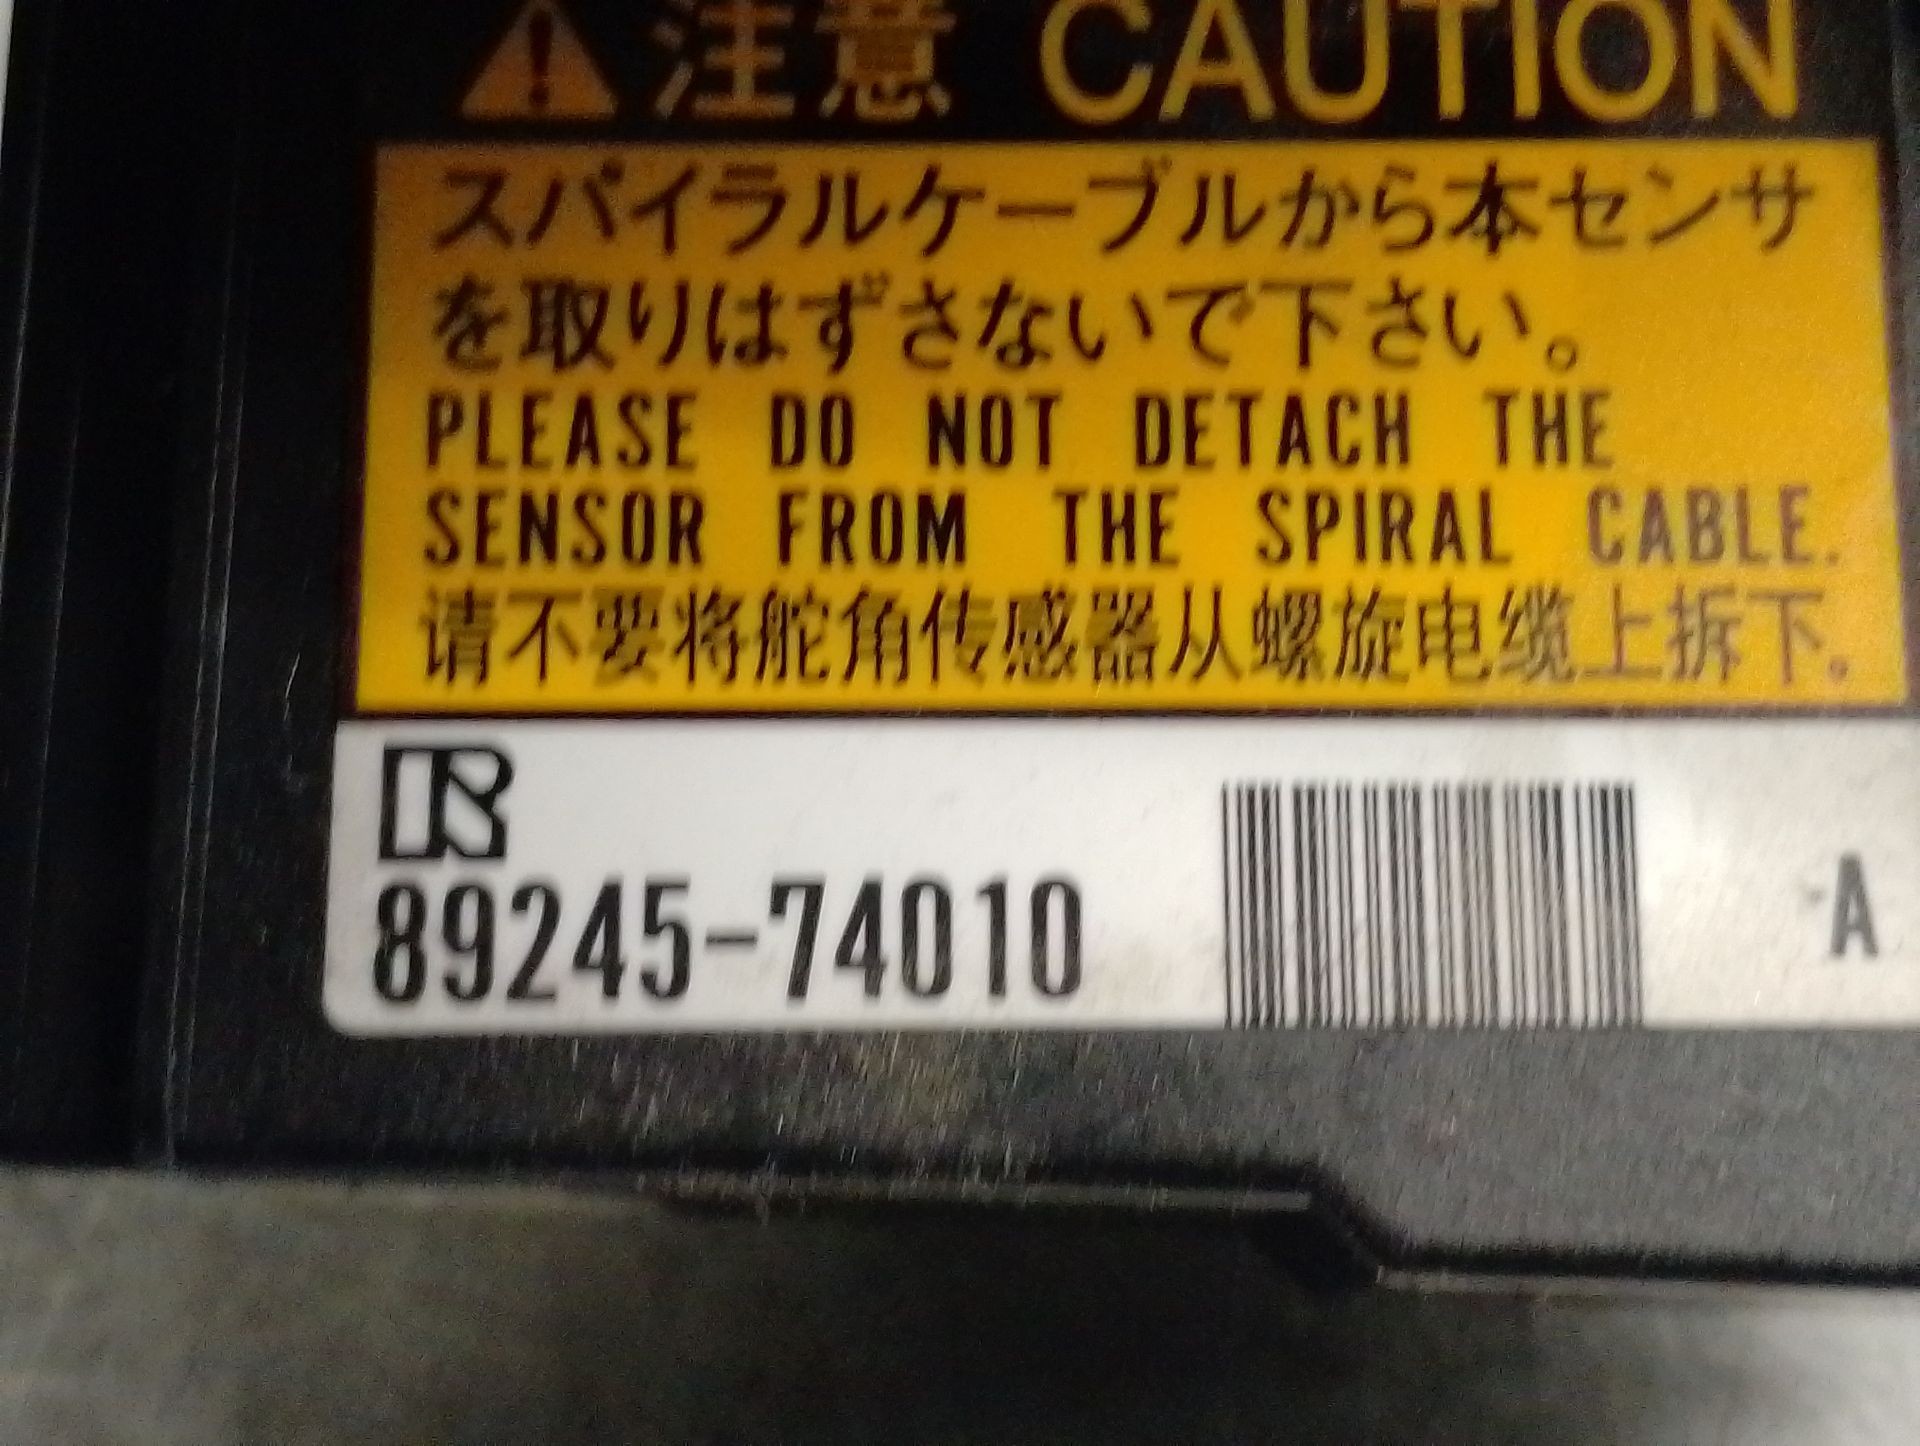 注意 CAUTION
スパイラルケーブルから本センサ
を取りはずさないで下さい。
PLEASE DO NOT DETACH THE
SENSOR FROM THE SPIRAL CABLE.
请不要将舵角传感器从螺旋电缆上拆下。
89245-74010
A